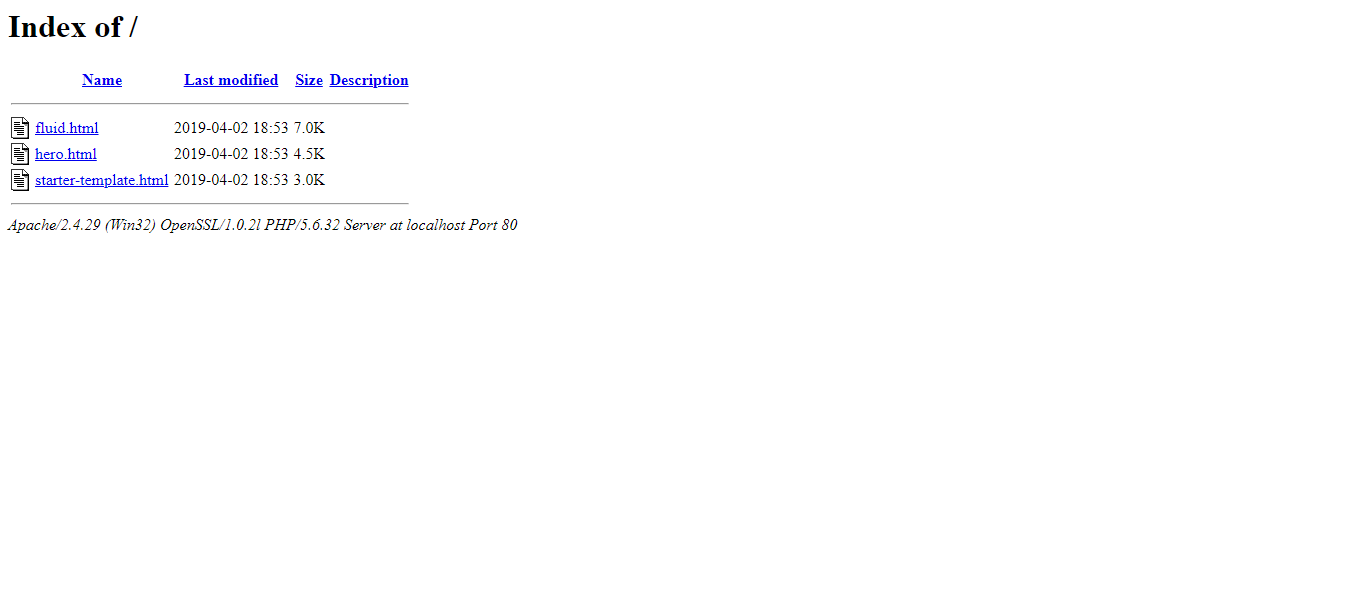 Index of /
Name Last modified Size Description
fluid.html 2019-04-02 18:53 7.0K
hero.html 2019-04-02 18:53 4.5K
starter-template.html 2019-04-02 18:53 3.0K
Apache/2.4.29 (Win32) OpenSSL/1.0.2l PHP/5.6.32 Server at localhost Port 80